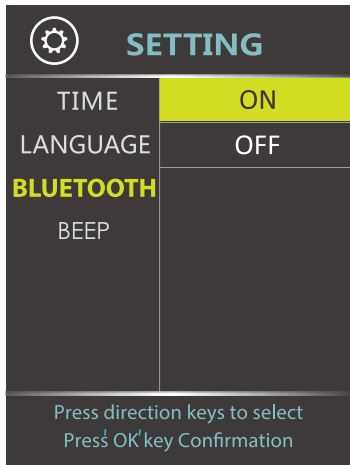 SETTING
TIME
ON
LANGUAGE
OFF
BLUETOOTH
BEEP
Press direction keys to select
Press 'OK' key Confirmation